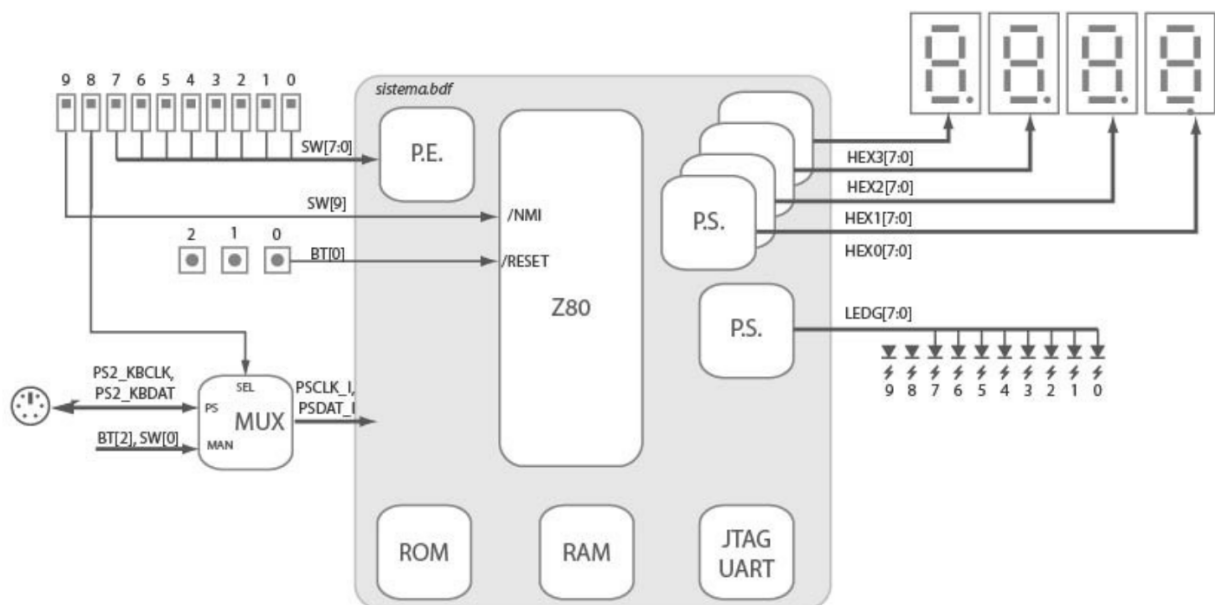 9 8 7 6 5 4 3 2 1 0
sistema.bdf
SW[7:0]
P.E.
SW[9]
/NMI
2 1 0
BT[0]
/RESET
Z80
P.S.
HEX3[7:0]
HEX2[7:0]
HEX1[7:0]
HEX0[7:0]
P.S.
LEDG[7:0]
9 8 7 6 5 4 3 2 1 0
PS2_KBCLK,
PS2_KBDAT
SEL
PS
MUX
MAN
BT[2], SW[0]
PSCLK_I,
PSDAT_I
ROM
RAM
JTAG
UART